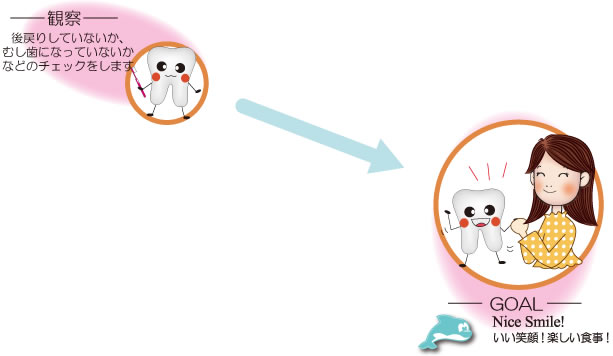 観察
後戻りしていないか、
むし歯になっていないか
などのチェックをします
GOAL
Nice Smile!
いい笑顔！楽しい食事！